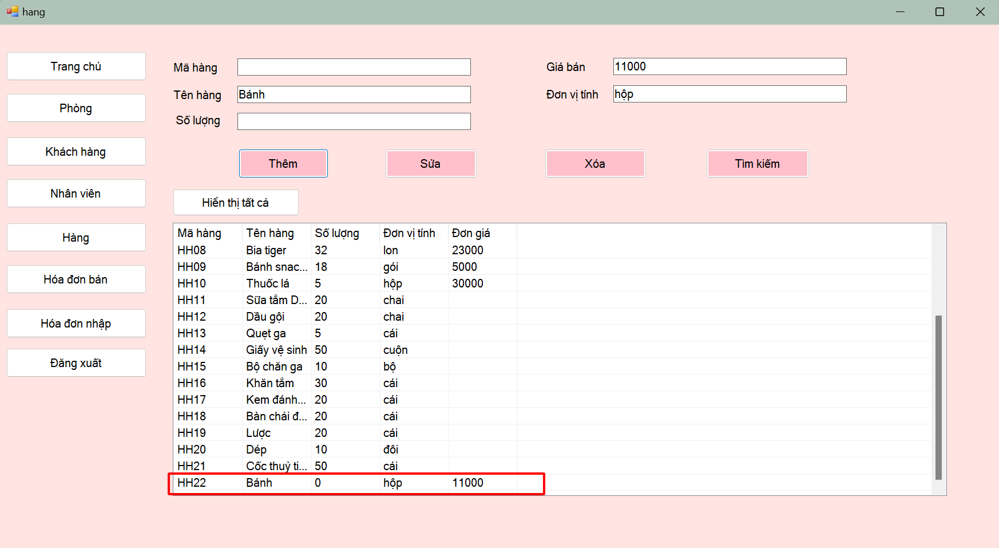 hang
Trang chủ
Phòng
Khách hàng
Nhân viên
Hàng
Hóa đơn bán
Hóa đơn nhập
Đăng xuất
Mã hàng
Tên hàng Bánh
Số lượng
Giá bán 11000
Đơn vị tính hộp
Thêm Sửa Xóa Tìm kiếm
Hiển thị tất cả
Mã hàng Tên hàng Số lượng Đơn vị tính Đơn giá
HH08 Bia tiger 32 lon 23000
HH09 Bánh snac... 18 gói 5000
HH10 Thuốc lá 5 hộp 30000
HH11 Sữa tắm D... 20 chai
HH12 Dầu gội 20 chai
HH13 Quẹt ga 5 cái
HH14 Giấy vệ sinh 50 cuộn
HH15 Bộ chăn ga 10 bộ
HH16 Khăn tắm 30 cái
HH17 Kem đánh... 20 cái
HH18 Bàn chải đ... 20 cái
HH19 Lược 20 cái
HH20 Dép 10 đôi
HH21 Cốc thuỷ ti... 50 cái
HH22 Bánh 0 hộp 11000